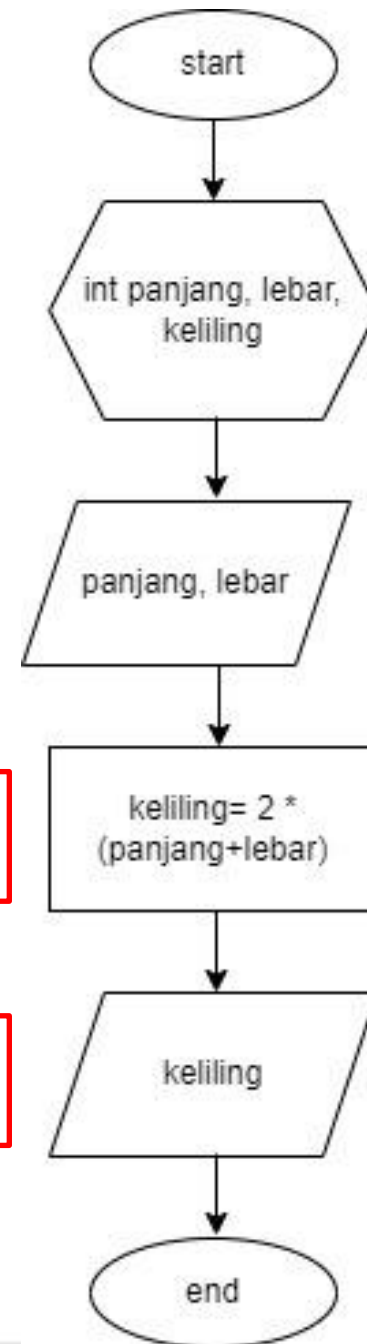 start
int panjang, lebar,
keliling
panjang, lebar
keliling= 2 *
(panjang+lebar)
keliling
end